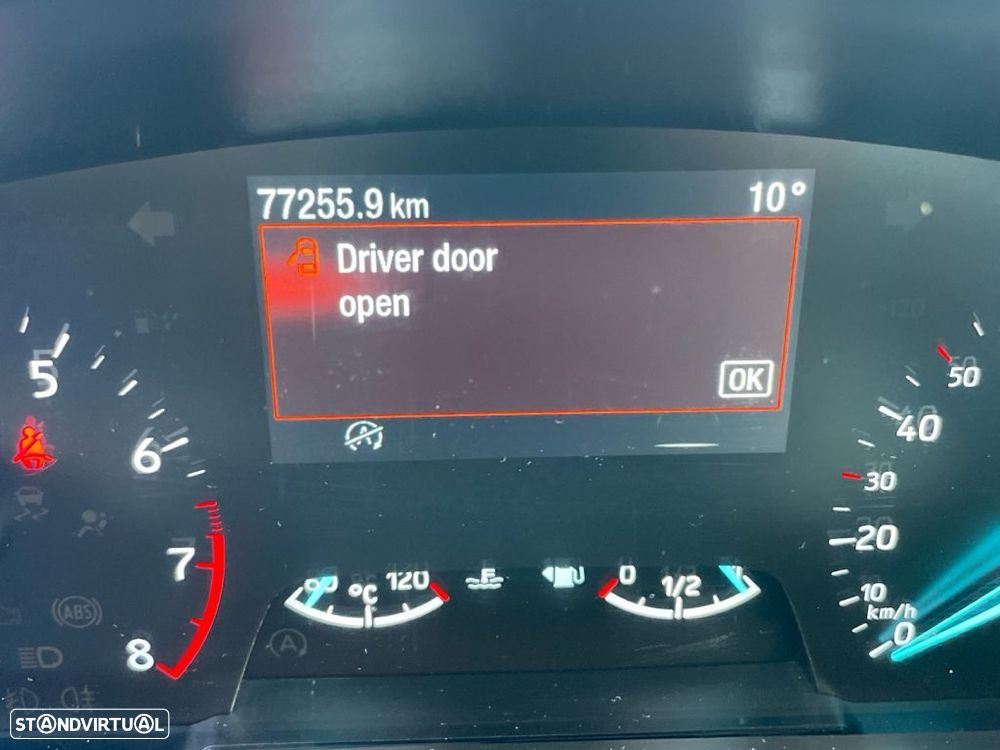 77255.9 km 10°
Driver door
open
OK
5
6
7
8
ABS
120
°C
0
1/2
50
40
30
20
10
km/h
0
STANDVIRTUAL